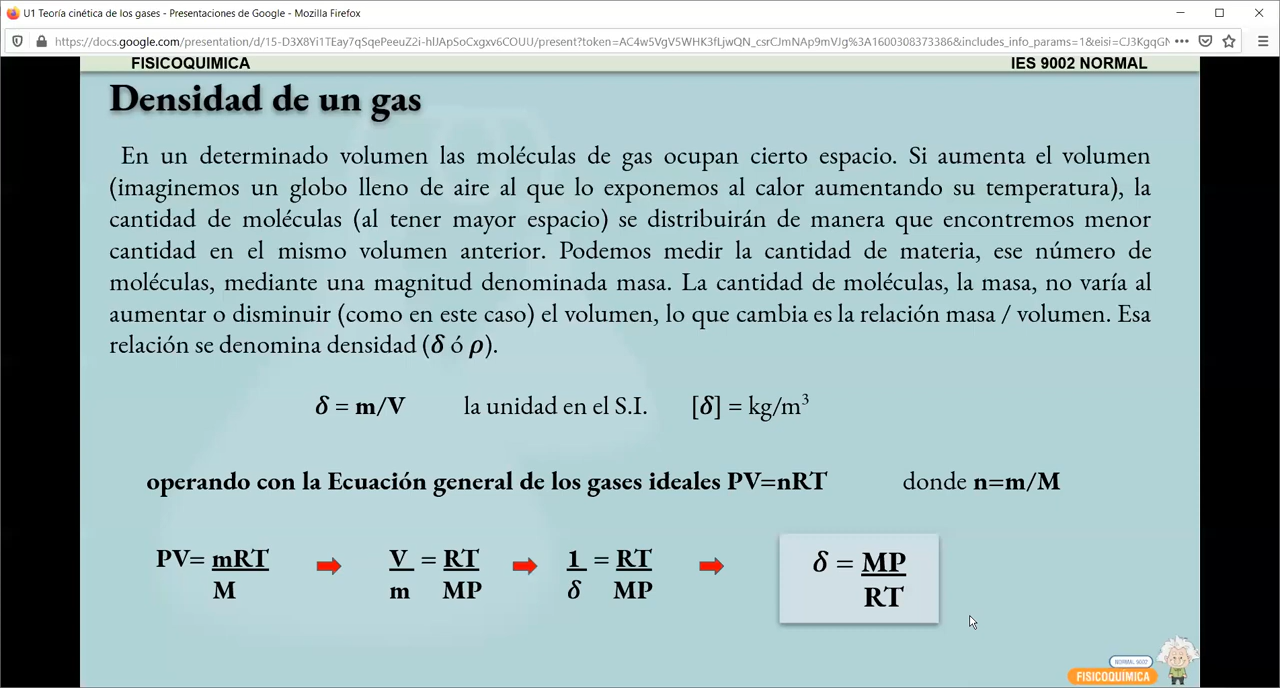 U1 Teoría cinética de los gases - Presentaciones de Google - Mozilla Firefox
https://docs.google.com/presentation/d/15-D3X8Yi1TEay7qSqePeeuZ2i-hlJApSoCxgxv6COUU/present?token=AC4w5VgV5WHK3fLjwQN_csrCJmNAp9mVJg%3A1600308373386&includes_info_params=1&eisi=CJ3KgqGN
FISICOQUIMICA IES 9002 NORMAL
Densidad de un gas
En un determinado volumen las moléculas de gas ocupan cierto espacio. Si aumenta el volumen
(imaginemos un globo lleno de aire al que lo exponemos al calor aumentando su temperatura), la
cantidad de moléculas (al tener mayor espacio) se distribuirán de manera que encontremos menor
cantidad en el mismo volumen anterior. Podemos medir la cantidad de materia, ese número de
moléculas, mediante una magnitud denominada masa. La cantidad de moléculas, la masa, no varía al
aumentar o disminuir (como en este caso) el volumen, lo que cambia es la relación masa / volumen. Esa
relación se denomina densidad (δ ó ρ).
δ = m/V la unidad en el S.I. [δ] = kg/m³
operando con la Ecuación general de los gases ideales PV=nRT donde n=m/M
PV= mRT V = RT 1 = RT δ = MP
M m MP δ MP RT
NORMAL 9002
FISICOQUÍMICA